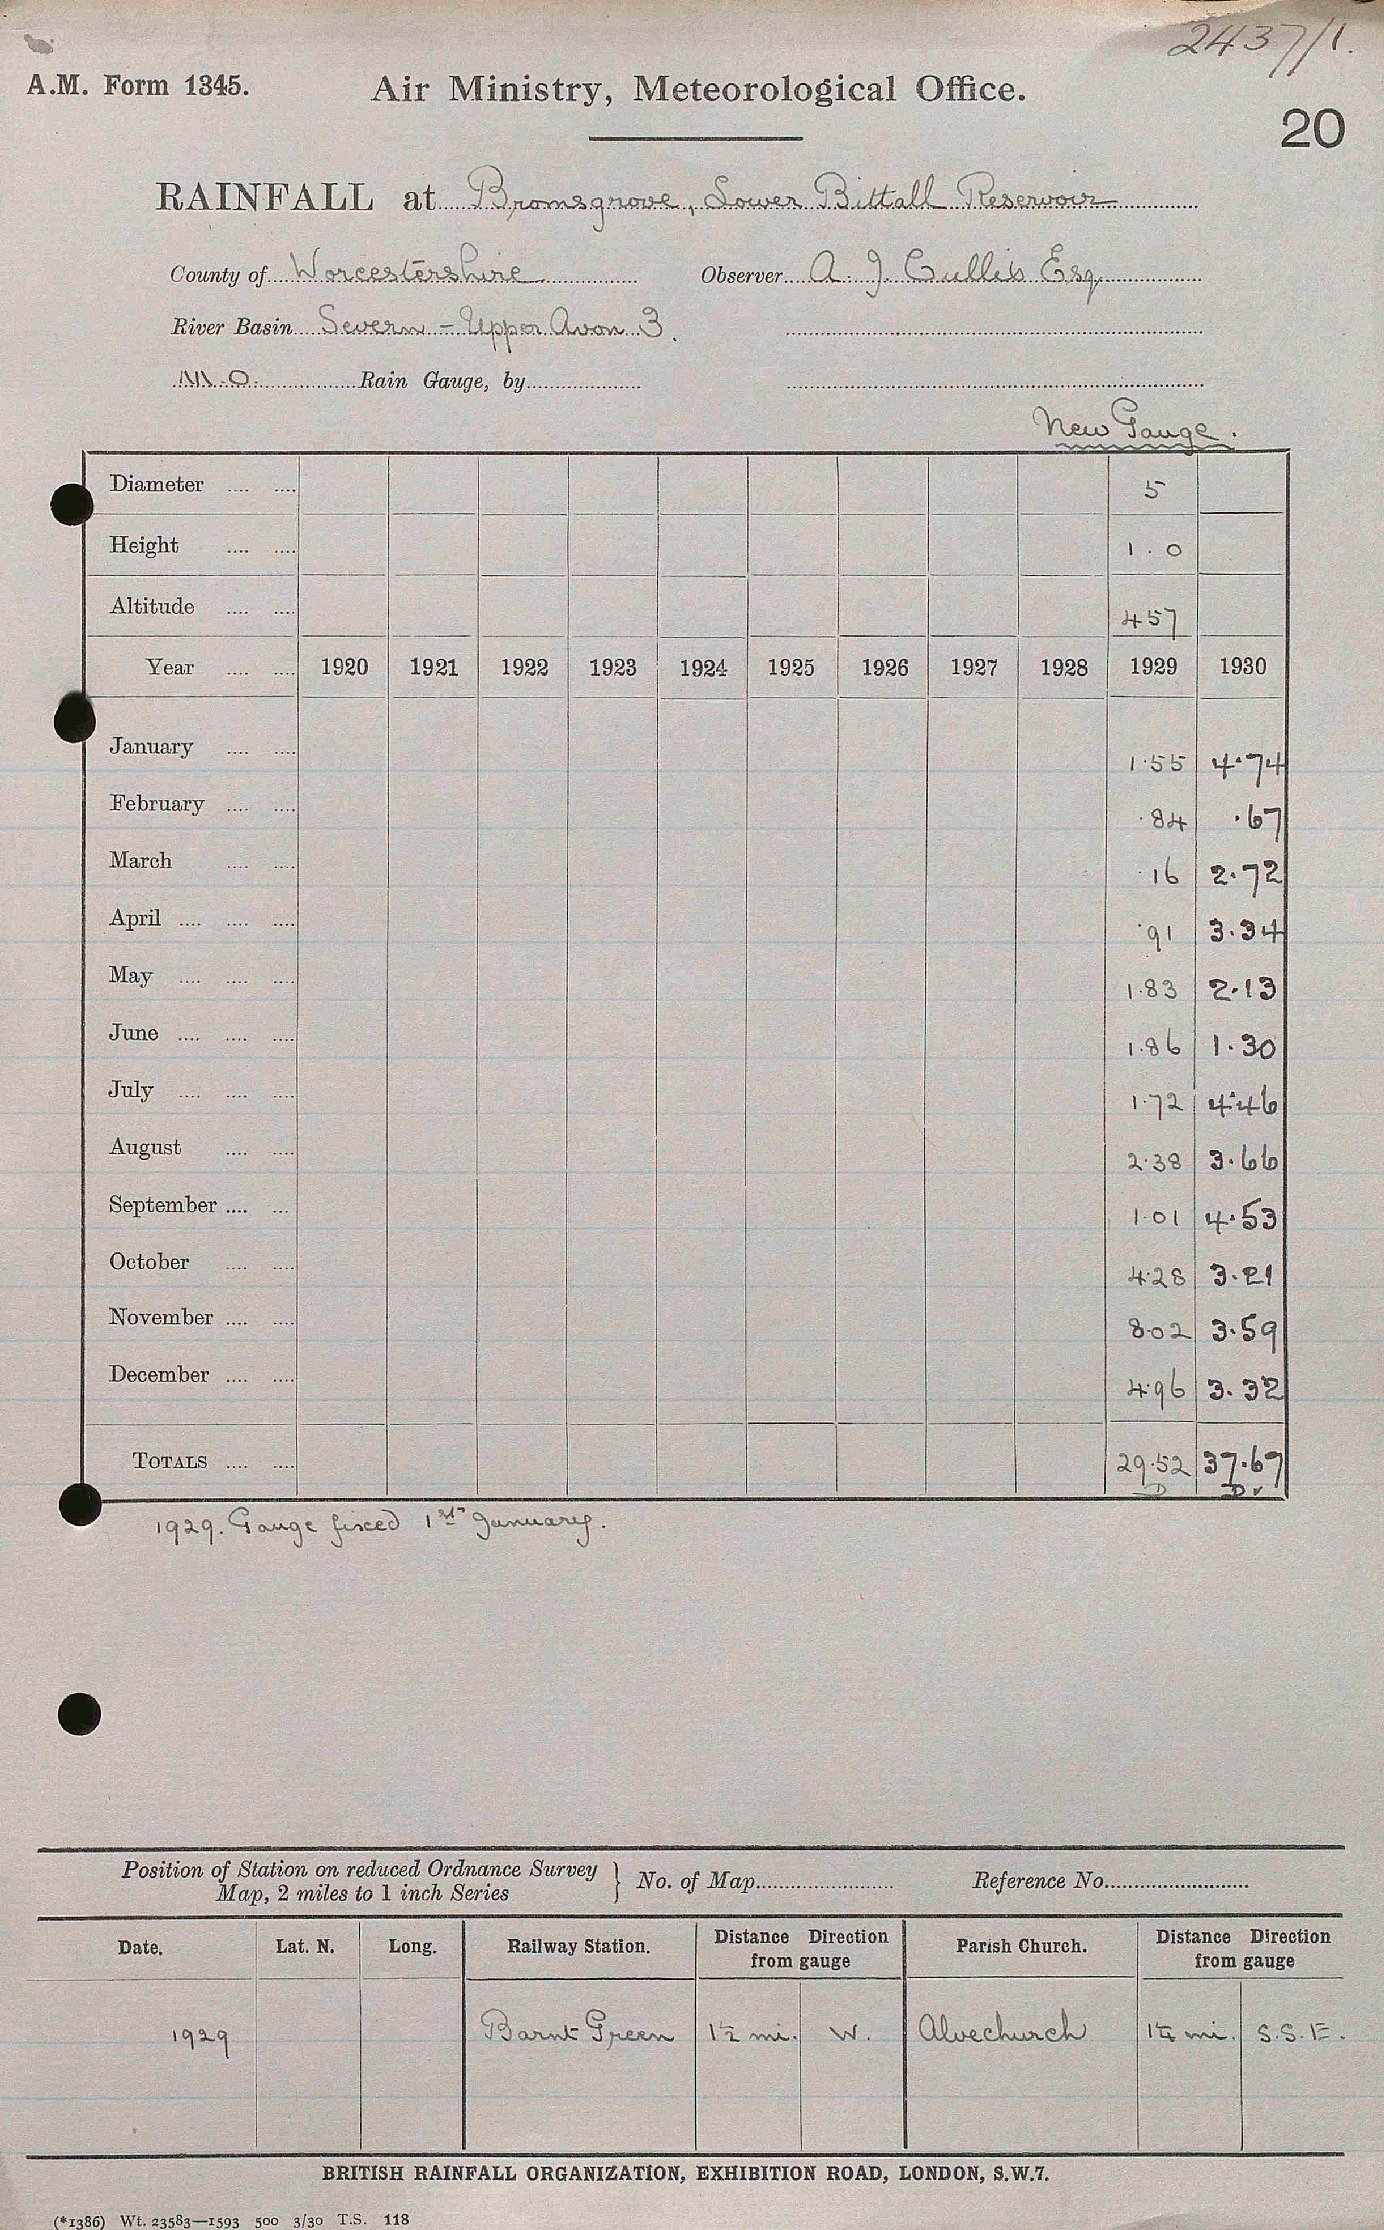 2437/1.
A.M. Form 1345. Air Ministry, Meteorological Office.
20
RAINFALL at Bromsgrove, Lower Bittall Reservoir
County of Worcestershire Observer A. J. Cullis Esq.
River Basin Severn - Upper Avon 3.
M.O. Rain Gauge, by
New Gauge.
Diameter .... .... 5
Height .... .... 1.0
Altitude .... .... 457
Year .... .... 1920 1921 1922 1923 1924 1925 1926 1927 1928 1929 1930
January .... .... 1.55 4.74
February .... .... .84 .67
March .... .... .16 2.72
April .... .... .... .91 3.34
May .... .... .... 1.83 2.13
June .... .... .... 1.86 1.30
July .... .... .... 1.72 4.46
August .... .... 2.38 3.66
September .... ... 1.01 4.53
October .... .... 4.28 3.21
November .... .... 8.02 3.59
December .... .... 4.96 3.32
TOTALS .... .... 29.52 37.67
D D ✓
1929. Gauge fixed 1st January.
Position of Station on reduced Ordnance Survey } No. of Map Reference No.
Map, 2 miles to 1 inch Series
Date. Lat. N. Long. Railway Station. Distance Direction Parish Church. Distance Direction
from gauge from gauge
1929 Barnt Green 1½ mi. W. Alvechurch 1¼ mi. S.S.E.
BRITISH RAINFALL ORGANIZATION, EXHIBITION ROAD, LONDON, S.W.7.
(*1386) Wt. 23583—1593 500 3/30 T.S. 118